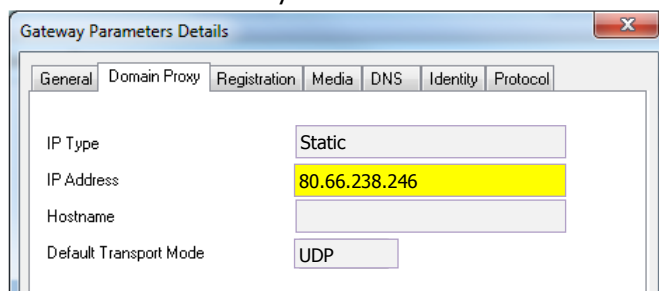 Gateway Parameters Details
General Domain Proxy Registration Media DNS Identity Protocol
IP Type Static
IP Address 80.66.238.246
Hostname
Default Transport Mode UDP